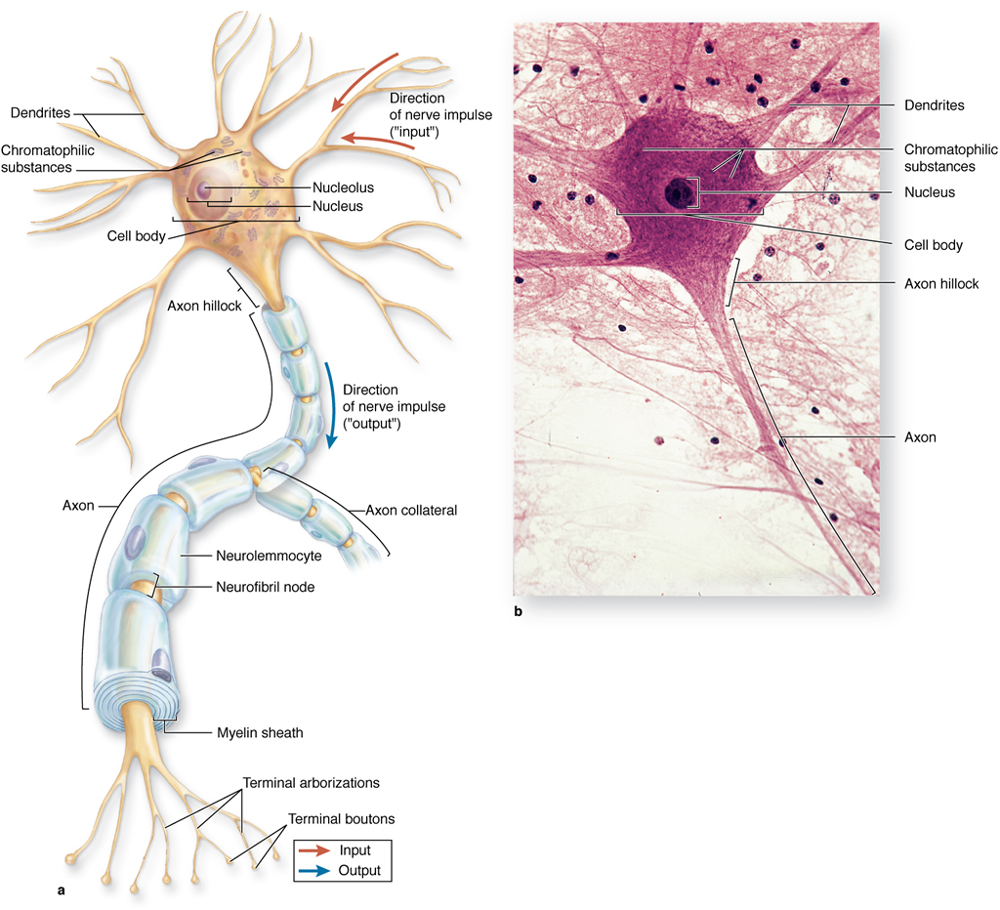 Dendrites
Chromatophilic
substances
Direction
of nerve impulse
("input")
Nucleolus
Nucleus
Cell body
Axon hillock
Direction
of nerve impulse
("output")
Axon
Axon collateral
Neurolemmocyte
Neurofibril node
Myelin sheath
Terminal arborizations
Terminal boutons
Input
Output
a
Dendrites
Chromatophilic
substances
Nucleus
Cell body
Axon hillock
Axon
b